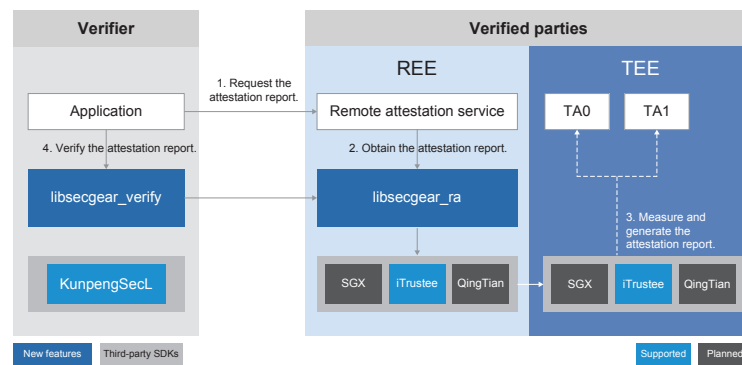 Verifier
Verified parties
REE
TEE
1. Request the
attestation report.
Application
Remote attestation service
TA0
TA1
4. Verify the attestation report.
2. Obtain the attestation report.
libsecgear_verify
libsecgear_ra
3. Measure and
generate the
attestation report.
KunpengSecL
SGX
iTrustee
QingTian
SGX
iTrustee
QingTian
New features
Third-party SDKs
Supported
Planned